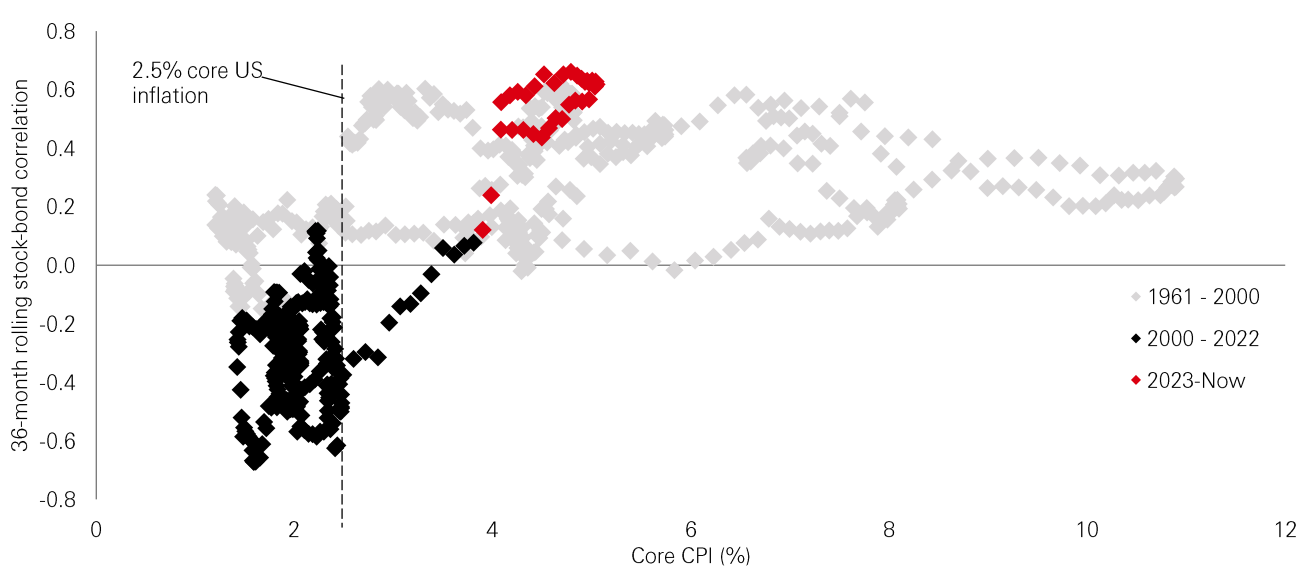 0.8
0.6
0.4
0.2
0.0
-0.2
-0.4
-0.6
-0.8
36-month rolling stock-bond correlation
2.5% core US
inflation
1961 - 2000
2000 - 2022
2023-Now
0 2 4 6 8 10 12
Core CPI (%)